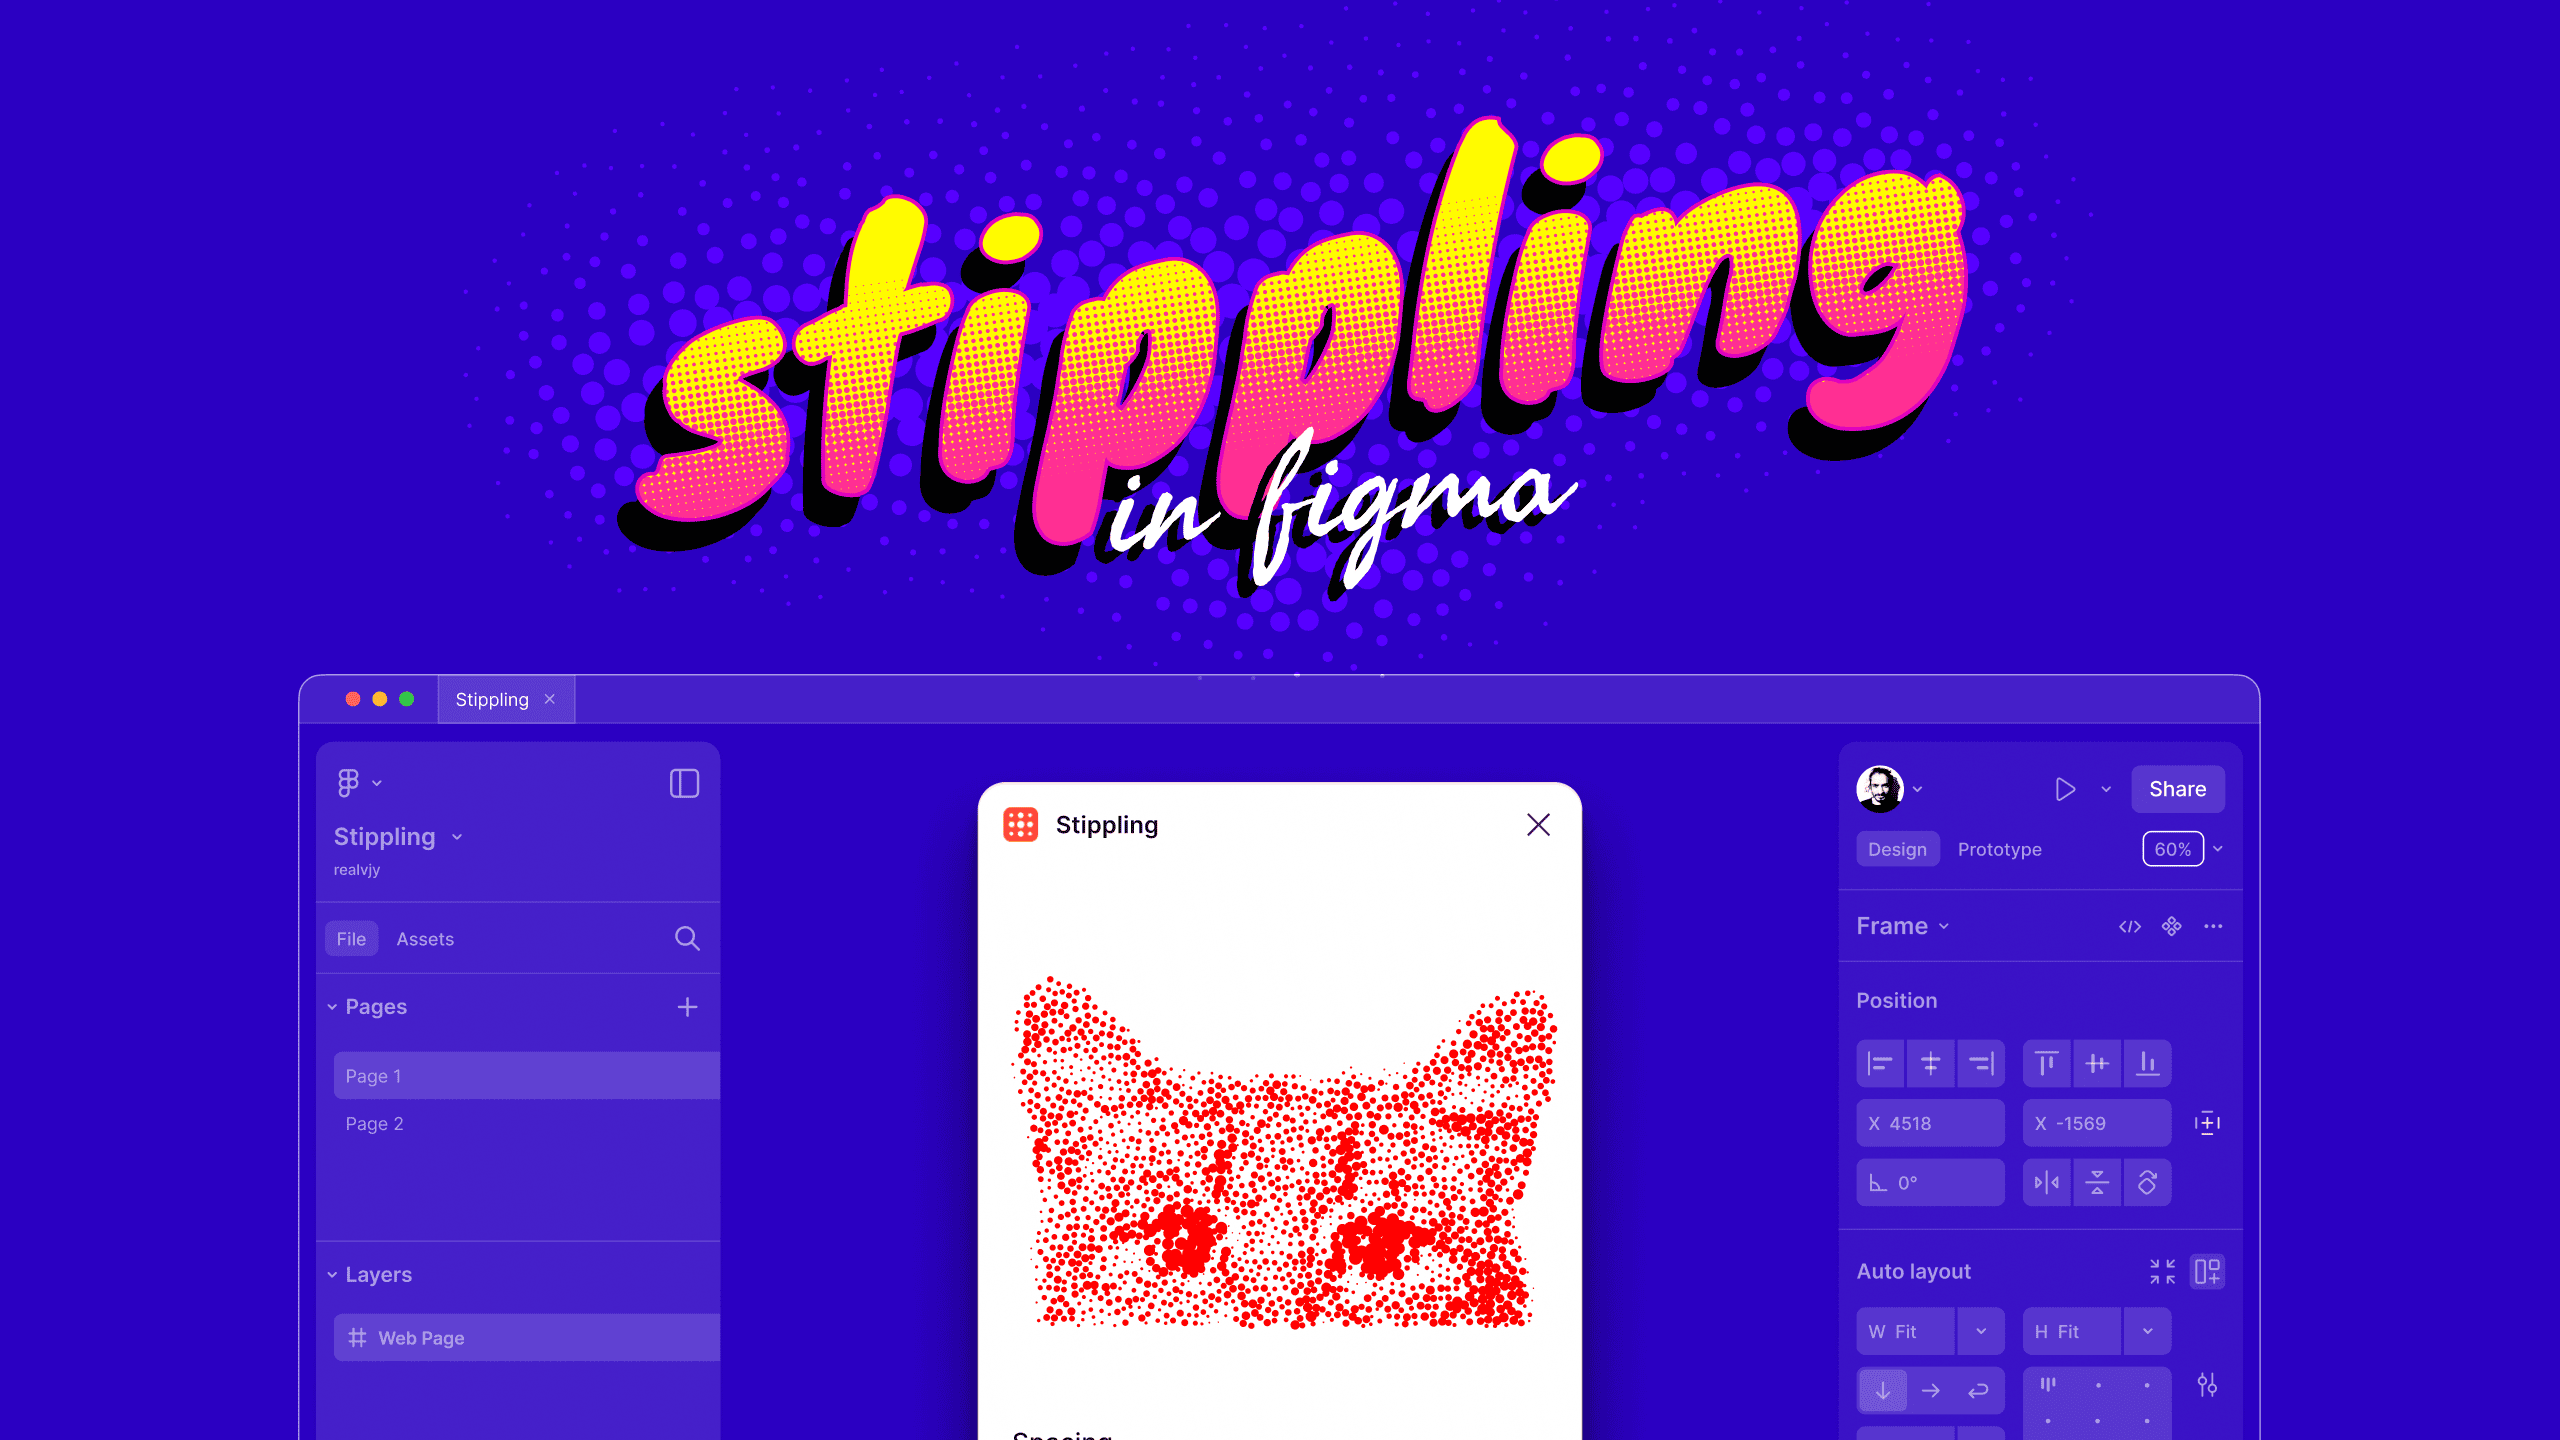 stippling
in figma
Stippling
Stippling
realvjy
File Assets
Pages
Page 1
Page 2
Layers
Web Page
Stippling
Spacing
Share
Design Prototype 60%
Frame
Position
X 4518 X -1569
0°
Auto layout
W Fit H Fit